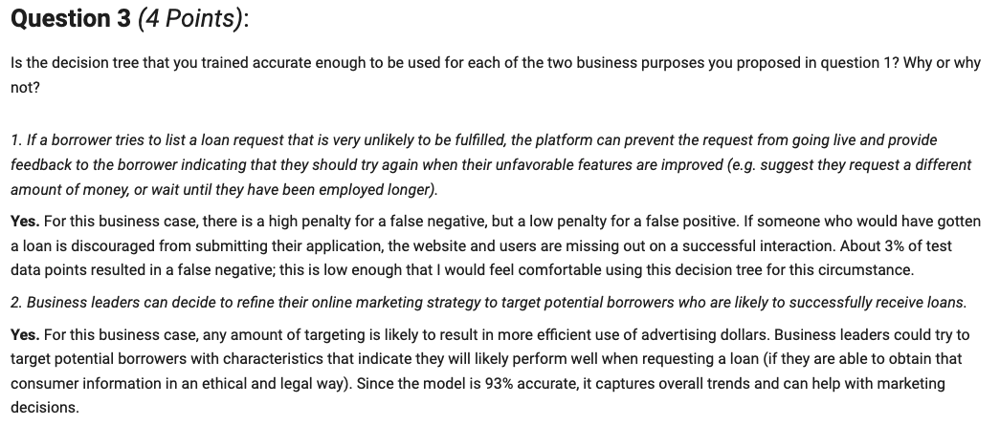 Question 3 (4 Points):
Is the decision tree that you trained accurate enough to be used for each of the two business purposes you proposed in question 1? Why or why
not?
1. If a borrower tries to list a loan request that is very unlikely to be fulfilled, the platform can prevent the request from going live and provide
feedback to the borrower indicating that they should try again when their unfavorable features are improved (e.g. suggest they request a different
amount of money, or wait until they have been employed longer).
Yes. For this business case, there is a high penalty for a false negative, but a low penalty for a false positive. If someone who would have gotten
a loan is discouraged from submitting their application, the website and users are missing out on a successful interaction. About 3% of test
data points resulted in a false negative; this is low enough that I would feel comfortable using this decision tree for this circumstance.
2. Business leaders can decide to refine their online marketing strategy to target potential borrowers who are likely to successfully receive loans.
Yes. For this business case, any amount of targeting is likely to result in more efficient use of advertising dollars. Business leaders could try to
target potential borrowers with characteristics that indicate they will likely perform well when requesting a loan (if they are able to obtain that
consumer information in an ethical and legal way). Since the model is 93% accurate, it captures overall trends and can help with marketing
decisions.